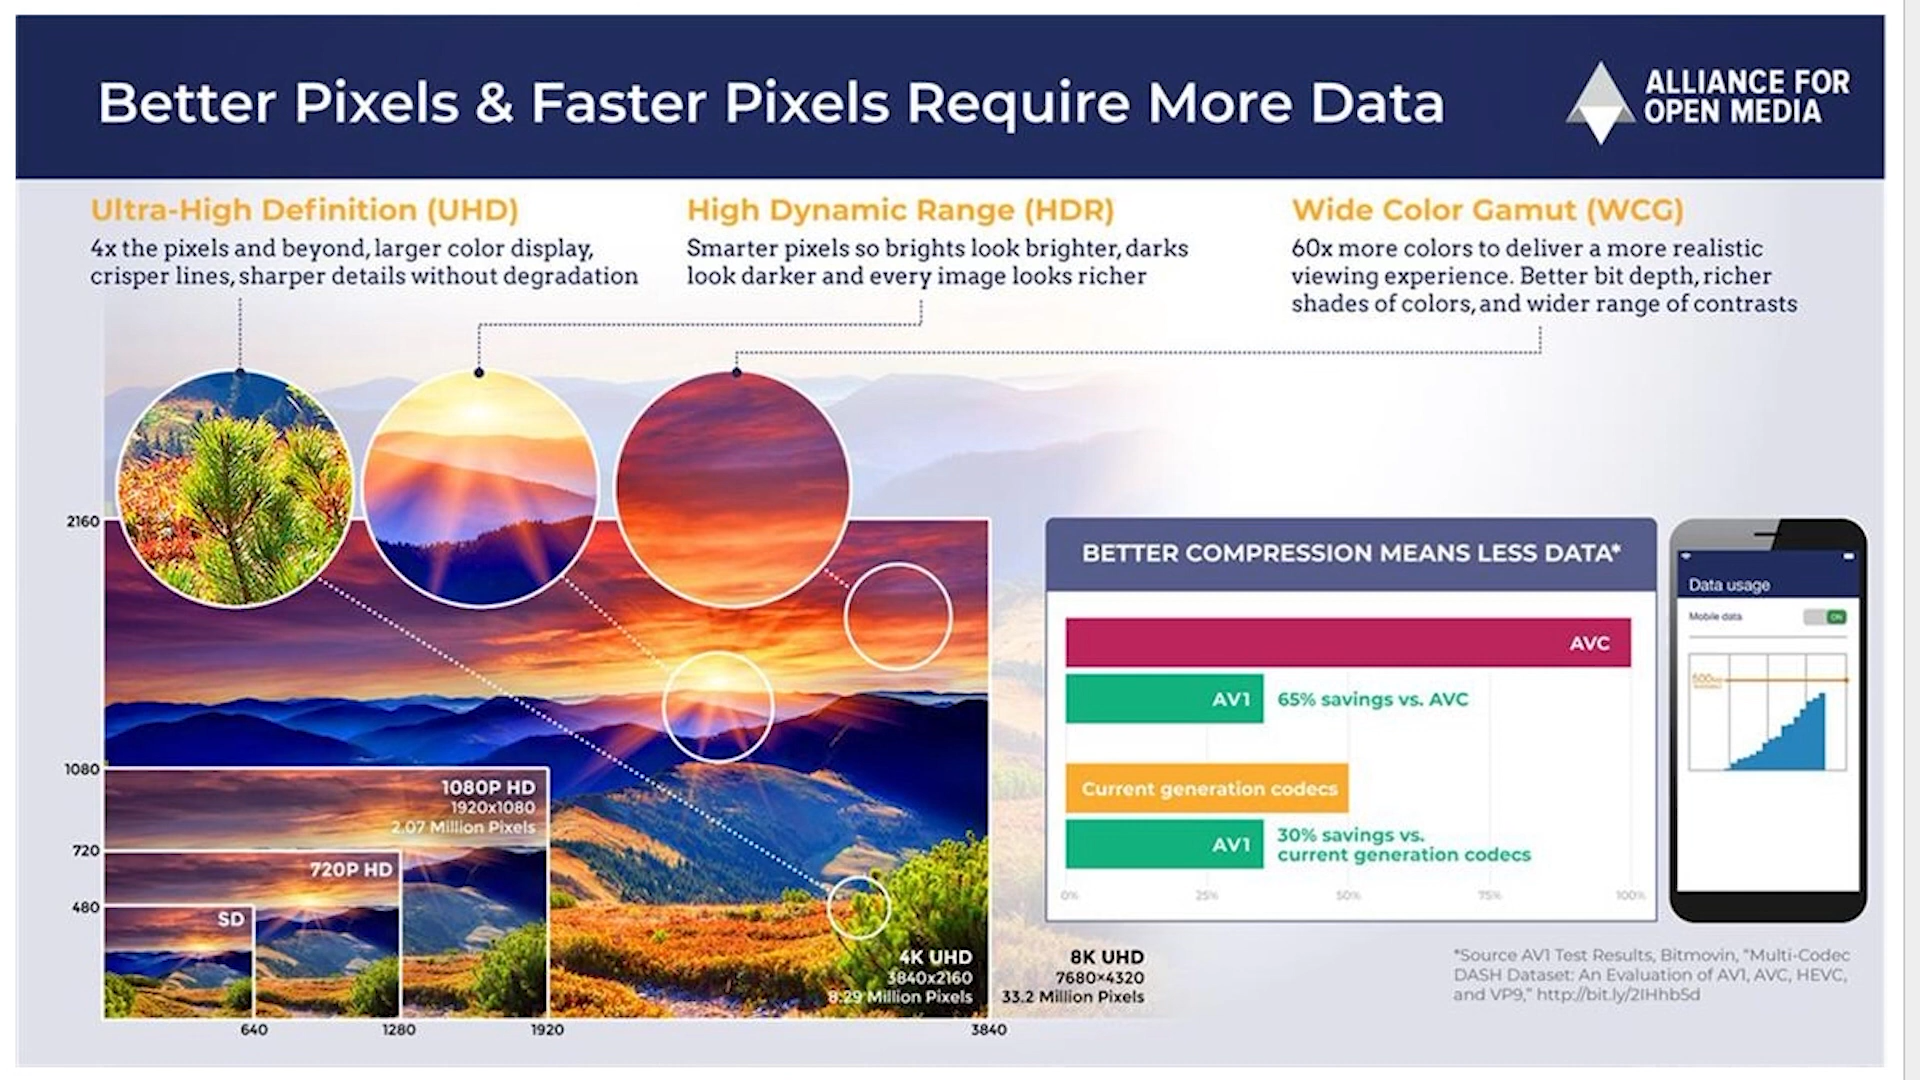 Better Pixels & Faster Pixels Require More Data
ALLIANCE FOR
OPEN MEDIA
Ultra-High Definition (UHD)
4x the pixels and beyond, larger color display,
crisper lines, sharper details without degradation
High Dynamic Range (HDR)
Smarter pixels so brights look brighter, darks
look darker and every image looks richer
Wide Color Gamut (WCG)
60x more colors to deliver a more realistic
viewing experience. Better bit depth, richer
shades of colors, and wider range of contrasts
2160
1080
720
480
1080P HD
1920x1080
2.07 Million Pixels
720P HD
SD
4K UHD
3840x2160
8.29 Million Pixels
8K UHD
7680×4320
33.2 Million Pixels
640
1280
1920
3840
BETTER COMPRESSION MEANS LESS DATA*
AVC
AV1
65% savings vs. AVC
Current generation codecs
AV1
30% savings vs.
current generation codecs
0%
25%
50%
75%
100%
Data usage
Mobile data
ON
*Source AV1 Test Results, Bitmovin, "Multi-Codec
DASH Dataset: An Evaluation of AV1, AVC, HEVC,
and VP9," http://bit.ly/2IHhb5d